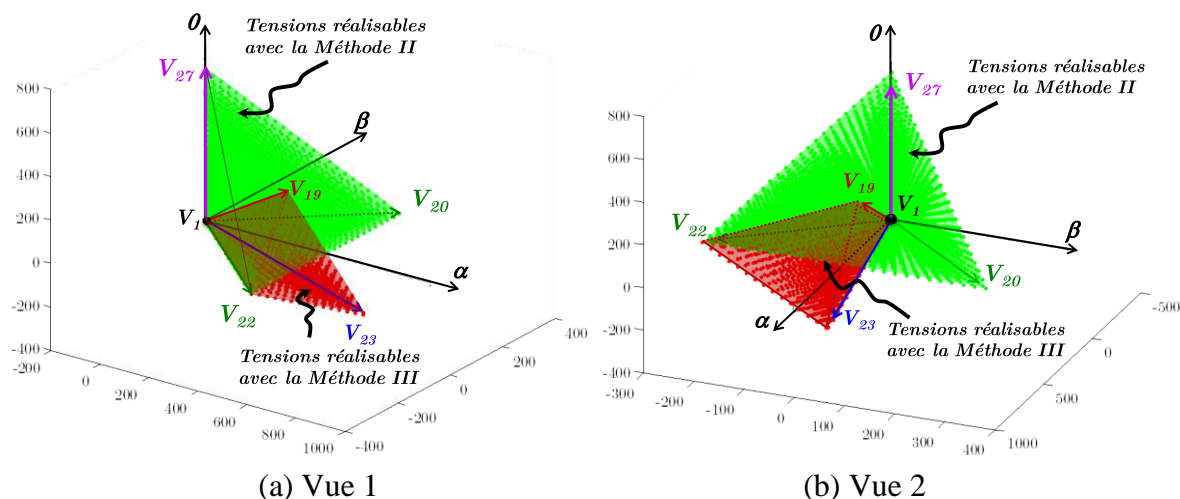 0
Tensions réalisables
avec la Méthode II
V27
β
V19
V20
V1
α
V22
V23
Tensions réalisables
avec la Méthode III
800
600
400
200
0
-200
-400
-200
0
200
400
600
800
1000
-400
-200
0
200
400
(a) Vue 1
0
Tensions réalisables
avec la Méthode II
V27
V19
V1
V22
β
V20
α
V23
Tensions réalisables
avec la Méthode III
800
600
400
200
0
-200
-400
-300
-200
-100
0
100
200
300
400
1000
500
0
-500
(b) Vue 2